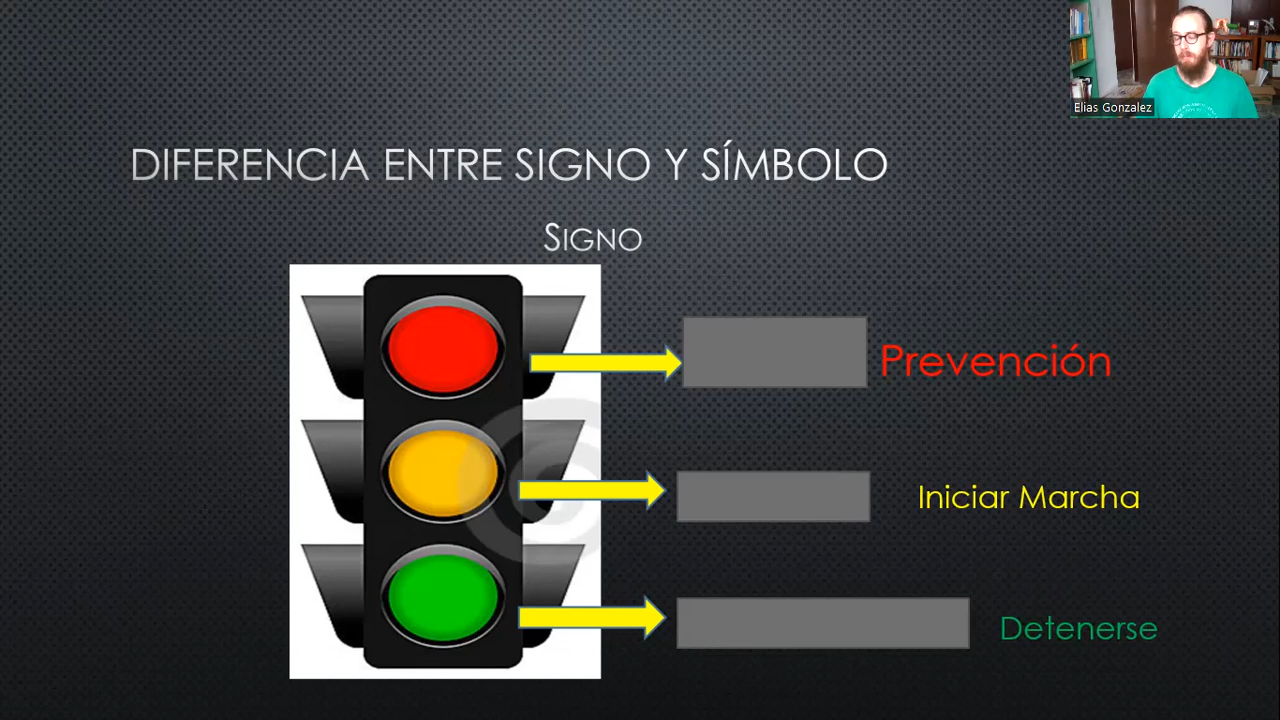 Elias Gonzalez
DIFERENCIA ENTRE SIGNO Y SÍMBOLO
SIGNO
Prevención
Iniciar Marcha
Detenerse